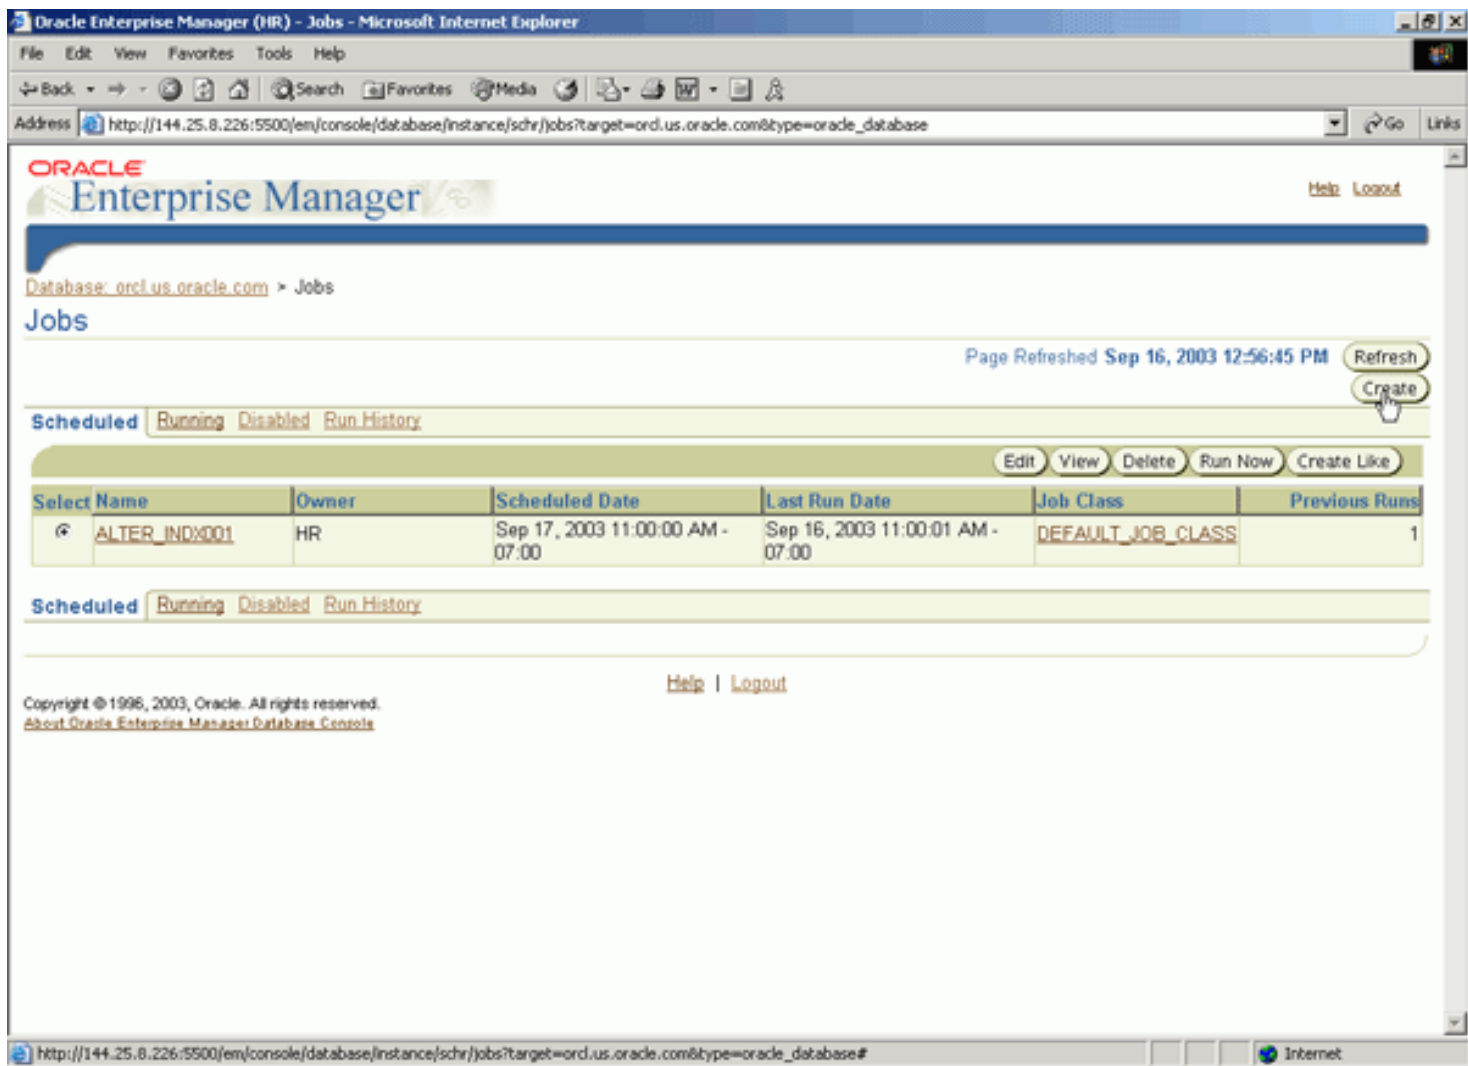 Oracle Enterprise Manager (HR) - Jobs - Microsoft Internet Explorer
File Edit View Favorites Tools Help
Back Search Favorites Media
Address http://144.25.8.226:5500/em/console/database/instance/schr/jobs?target=orcl.us.oracle.com&type=oracle_database Go Links
ORACLE
Enterprise Manager
Help Logout
Database: orcl.us.oracle.com > Jobs
Jobs
Page Refreshed Sep 16, 2003 12:56:45 PM Refresh
Create
Scheduled Running Disabled Run History
Edit View Delete Run Now Create Like
Select Name Owner Scheduled Date Last Run Date Job Class Previous Runs
ALTER_INDX001 HR Sep 17, 2003 11:00:00 AM - Sep 16, 2003 11:00:01 AM - DEFAULT_JOB_CLASS 1
07:00 07:00
Scheduled Running Disabled Run History
Help | Logout
Copyright © 1996, 2003, Oracle. All rights reserved.
About Oracle Enterprise Manager Database Console
http://144.25.8.226:5500/em/console/database/instance/schr/jobs?target=orcl.us.oracle.com&type=oracle_database# Internet